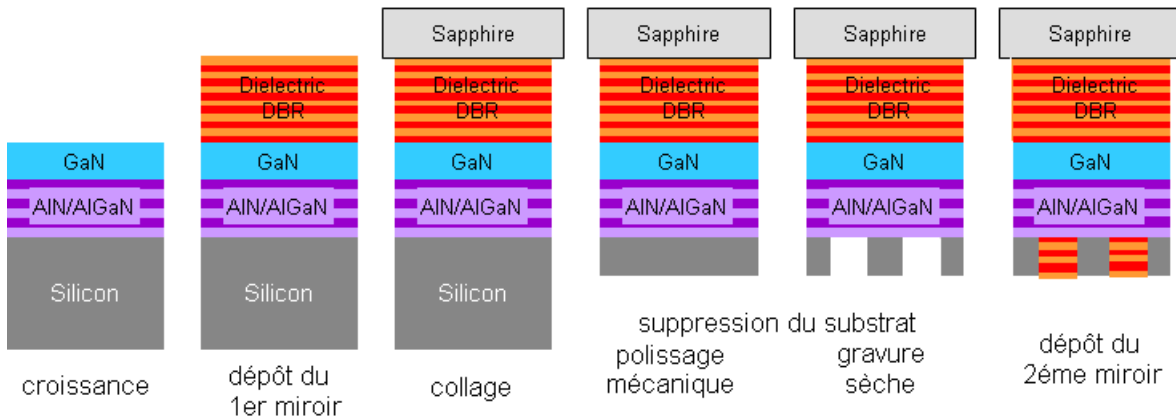 Sapphire
Sapphire
Sapphire
Sapphire
Dielectric
DBR
Dielectric
DBR
Dielectric
DBR
Dielectric
DBR
Dielectric
DBR
GaN
GaN
GaN
GaN
GaN
GaN
AlN/AlGaN
AlN/AlGaN
AlN/AlGaN
AlN/AlGaN
AlN/AlGaN
AlN/AlGaN
Silicon
Silicon
Silicon
croissance
dépôt du
1er miroir
collage
suppression du substrat
polissage
mécanique
gravure
sèche
dépôt du
2éme miroir